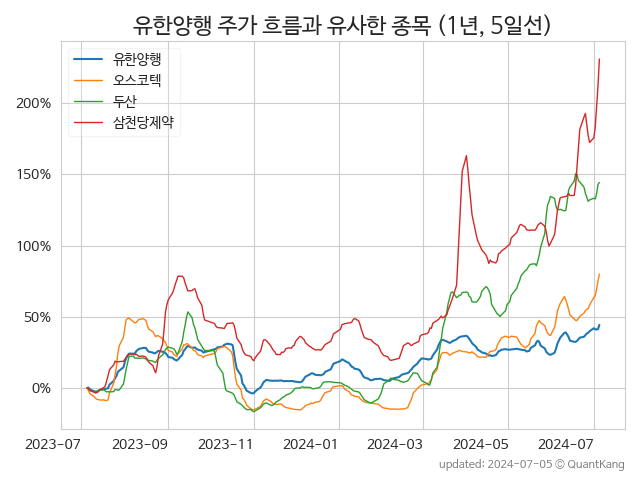 유한양행 주가 흐름과 유사한 종목 (1년, 5일선)
유한양행
오스코텍
두산
삼천당제약
200%
150%
100%
50%
0%
2023-07 2023-09 2023-11 2024-01 2024-03 2024-05 2024-07
updated: 2024-07-05 © QuantKang